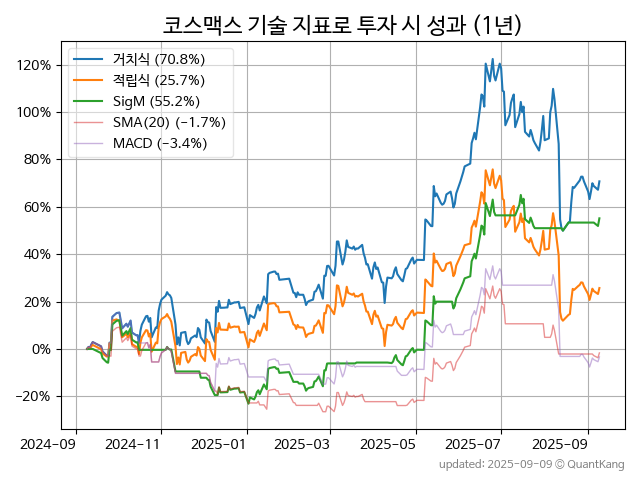 코스맥스 기술 지표로 투자 시 성과 (1년)
거치식 (70.8%)
적립식 (25.7%)
SigM (55.2%)
SMA(20) (−1.7%)
MACD (−3.4%)
120%
100%
80%
60%
40%
20%
0%
−20%
2024-09 2024-11 2025-01 2025-03 2025-05 2025-07 2025-09
updated: 2025-09-09 ⓒ QuantKang